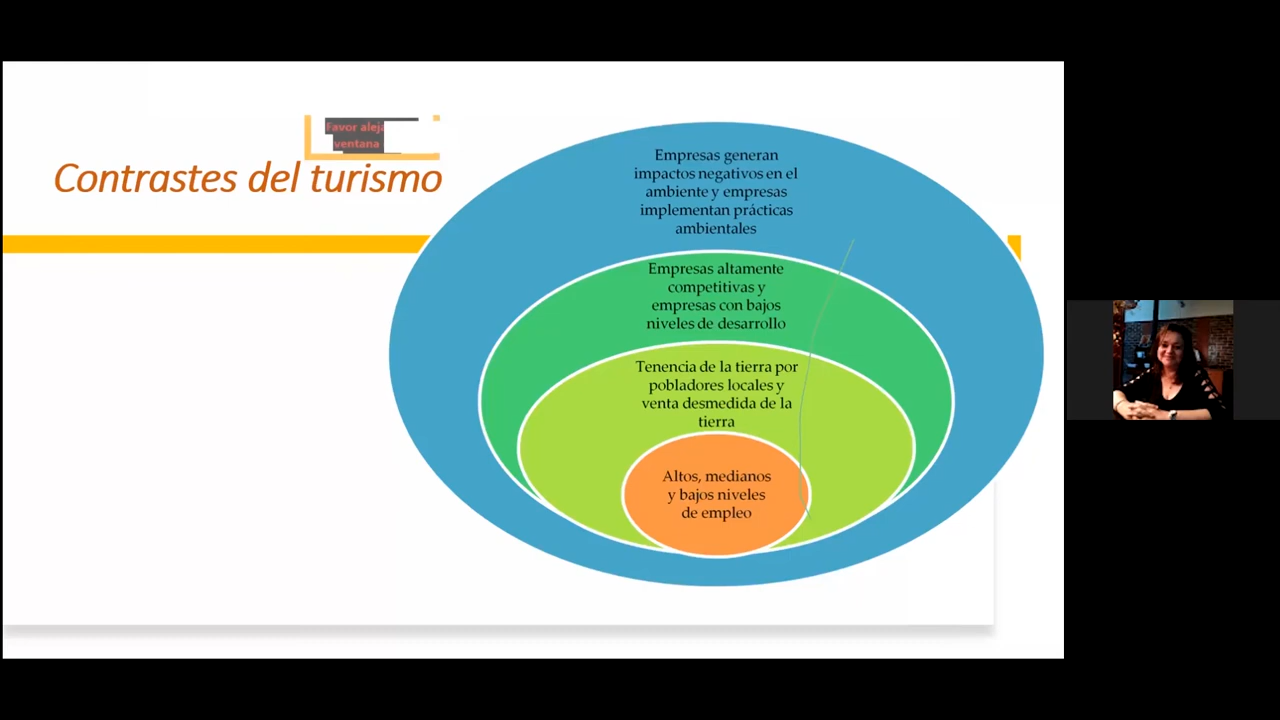 Favor aleja
ventana
Contrastes del turismo
Empresas generan
impactos negativos en el
ambiente y empresas
implementan prácticas
ambientales
Empresas altamente
competitivas y
empresas con bajos
niveles de desarrollo
Tenencia de la tierra por
pobladores locales y
venta desmedida de la
tierra
Altos, medianos
y bajos niveles
de empleo